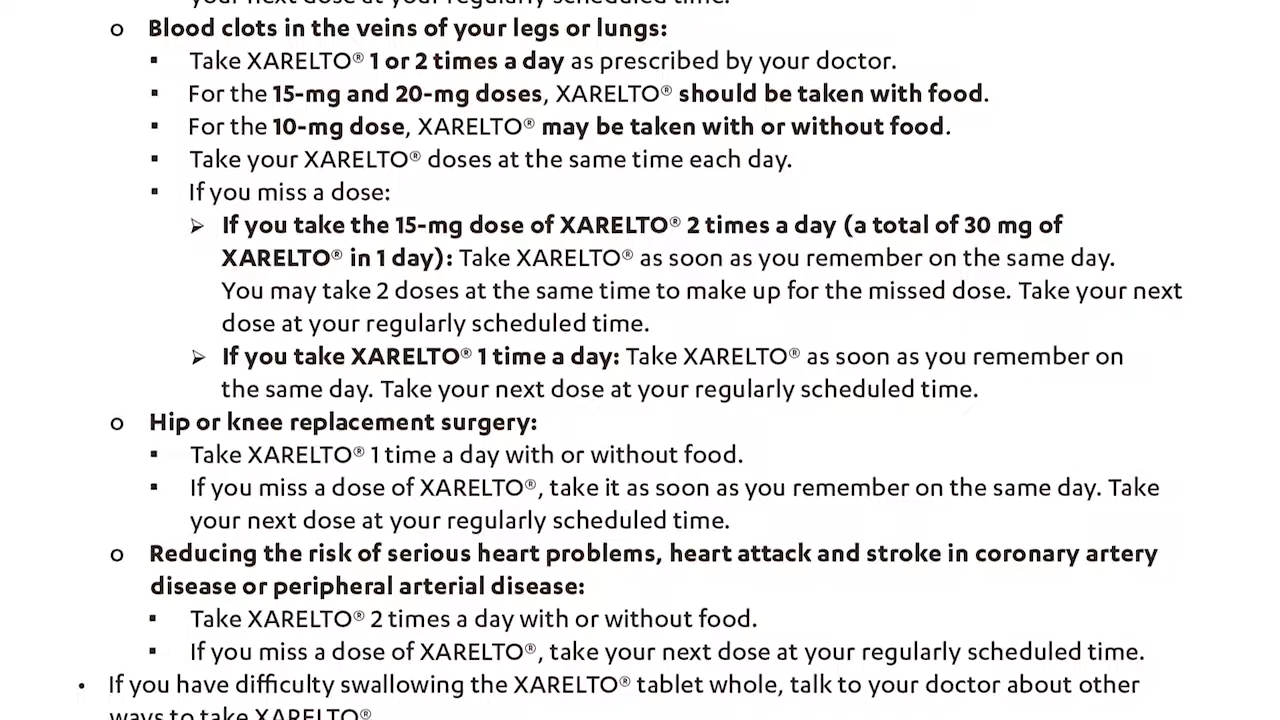 your next dose at your regularly scheduled time.
o Blood clots in the veins of your legs or lungs:
▪ Take XARELTO® 1 or 2 times a day as prescribed by your doctor.
▪ For the 15-mg and 20-mg doses, XARELTO® should be taken with food.
▪ For the 10-mg dose, XARELTO® may be taken with or without food.
▪ Take your XARELTO® doses at the same time each day.
▪ If you miss a dose:
➢ If you take the 15-mg dose of XARELTO® 2 times a day (a total of 30 mg of
XARELTO® in 1 day): Take XARELTO® as soon as you remember on the same day.
You may take 2 doses at the same time to make up for the missed dose. Take your next
dose at your regularly scheduled time.
➢ If you take XARELTO® 1 time a day: Take XARELTO® as soon as you remember on
the same day. Take your next dose at your regularly scheduled time.
o Hip or knee replacement surgery:
▪ Take XARELTO® 1 time a day with or without food.
▪ If you miss a dose of XARELTO®, take it as soon as you remember on the same day. Take
your next dose at your regularly scheduled time.
o Reducing the risk of serious heart problems, heart attack and stroke in coronary artery
disease or peripheral arterial disease:
▪ Take XARELTO® 2 times a day with or without food.
▪ If you miss a dose of XARELTO®, take your next dose at your regularly scheduled time.
• If you have difficulty swallowing the XARELTO® tablet whole, talk to your doctor about other
ways to take XARELTO®